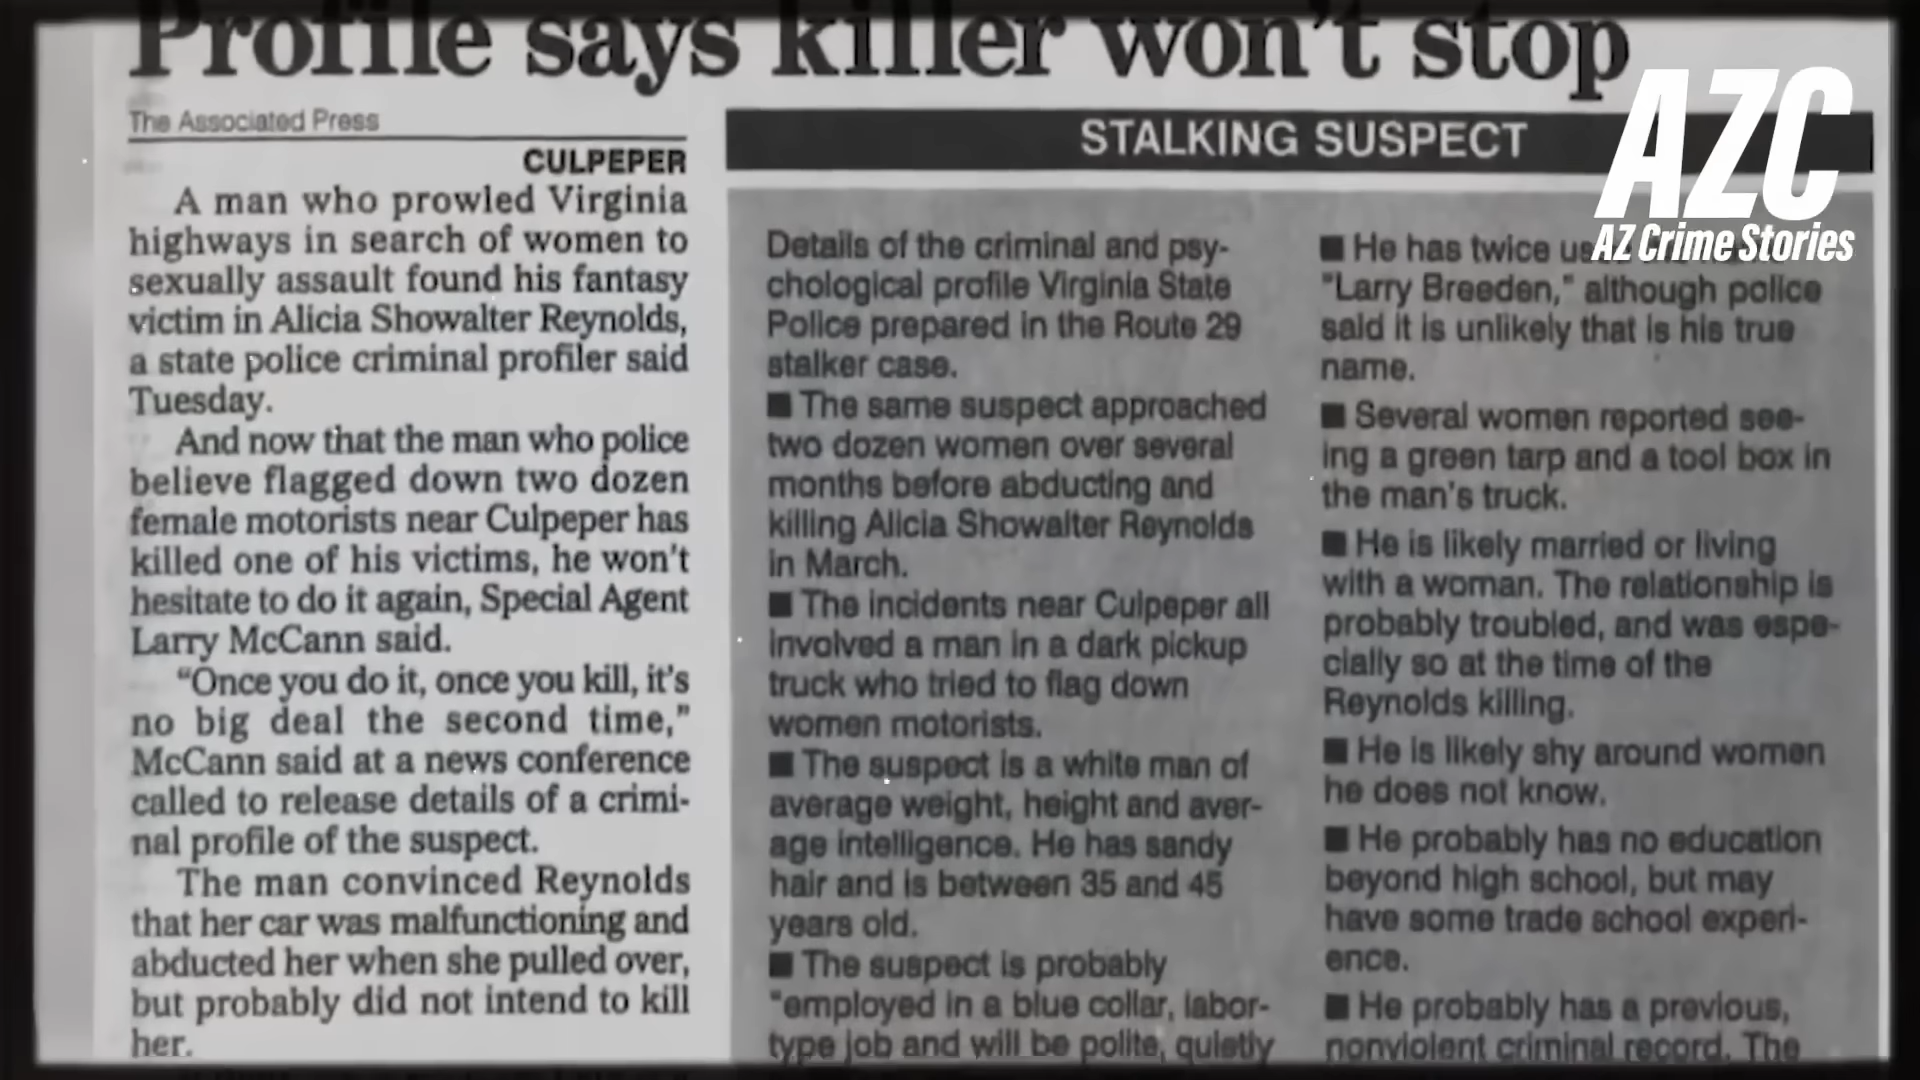 Profile says killer won't stop
The Associated Press
CULPEPER
A man who prowled Virginia
highways in search of women to
sexually assault found his fantasy
victim in Alicia Showalter Reynolds,
a state police criminal profiler said
Tuesday.
And now that the man who police
believe flagged down two dozen
female motorists near Culpeper has
killed one of his victims, he won't
hesitate to do it again, Special Agent
Larry McCann said.
"Once you do it, once you kill, it's
no big deal the second time,"
McCann said at a news conference
called to release details of a crimi-
nal profile of the suspect.
The man convinced Reynolds
that her car was malfunctioning and
abducted her when she pulled over,
but probably did not intend to kill
her.
STALKING SUSPECT
Details of the criminal and psy-
chological profile Virginia State
Police prepared in the Route 29
stalker case.
■ The same suspect approached
two dozen women over several
months before abducting and
killing Alicia Showalter Reynolds
in March.
■ The incidents near Culpeper all
involved a man in a dark pickup
truck who tried to flag down
women motorists.
■ The suspect is a white man of
average weight, height and aver-
age intelligence. He has sandy
hair and is between 35 and 45
years old.
■ The suspect is probably
"employed in a blue collar, labor-
type job and will be polite, quietly
■ He has twice
"Larry Breeden," although police
said it is unlikely that is his true
name.
■ Several women reported see-
ing a green tarp and a tool box in
the man's truck.
■ He is likely married or living
with a woman. The relationship is
probably troubled, and was espe-
cially so at the time of the
Reynolds killing.
■ He is likely shy around women
he does not know.
■ He probably has no education
beyond high school, but may
have some trade school experi-
ence.
■ He probably has a previous,
nonviolent criminal record. The
AZC
AZ Crime Stories